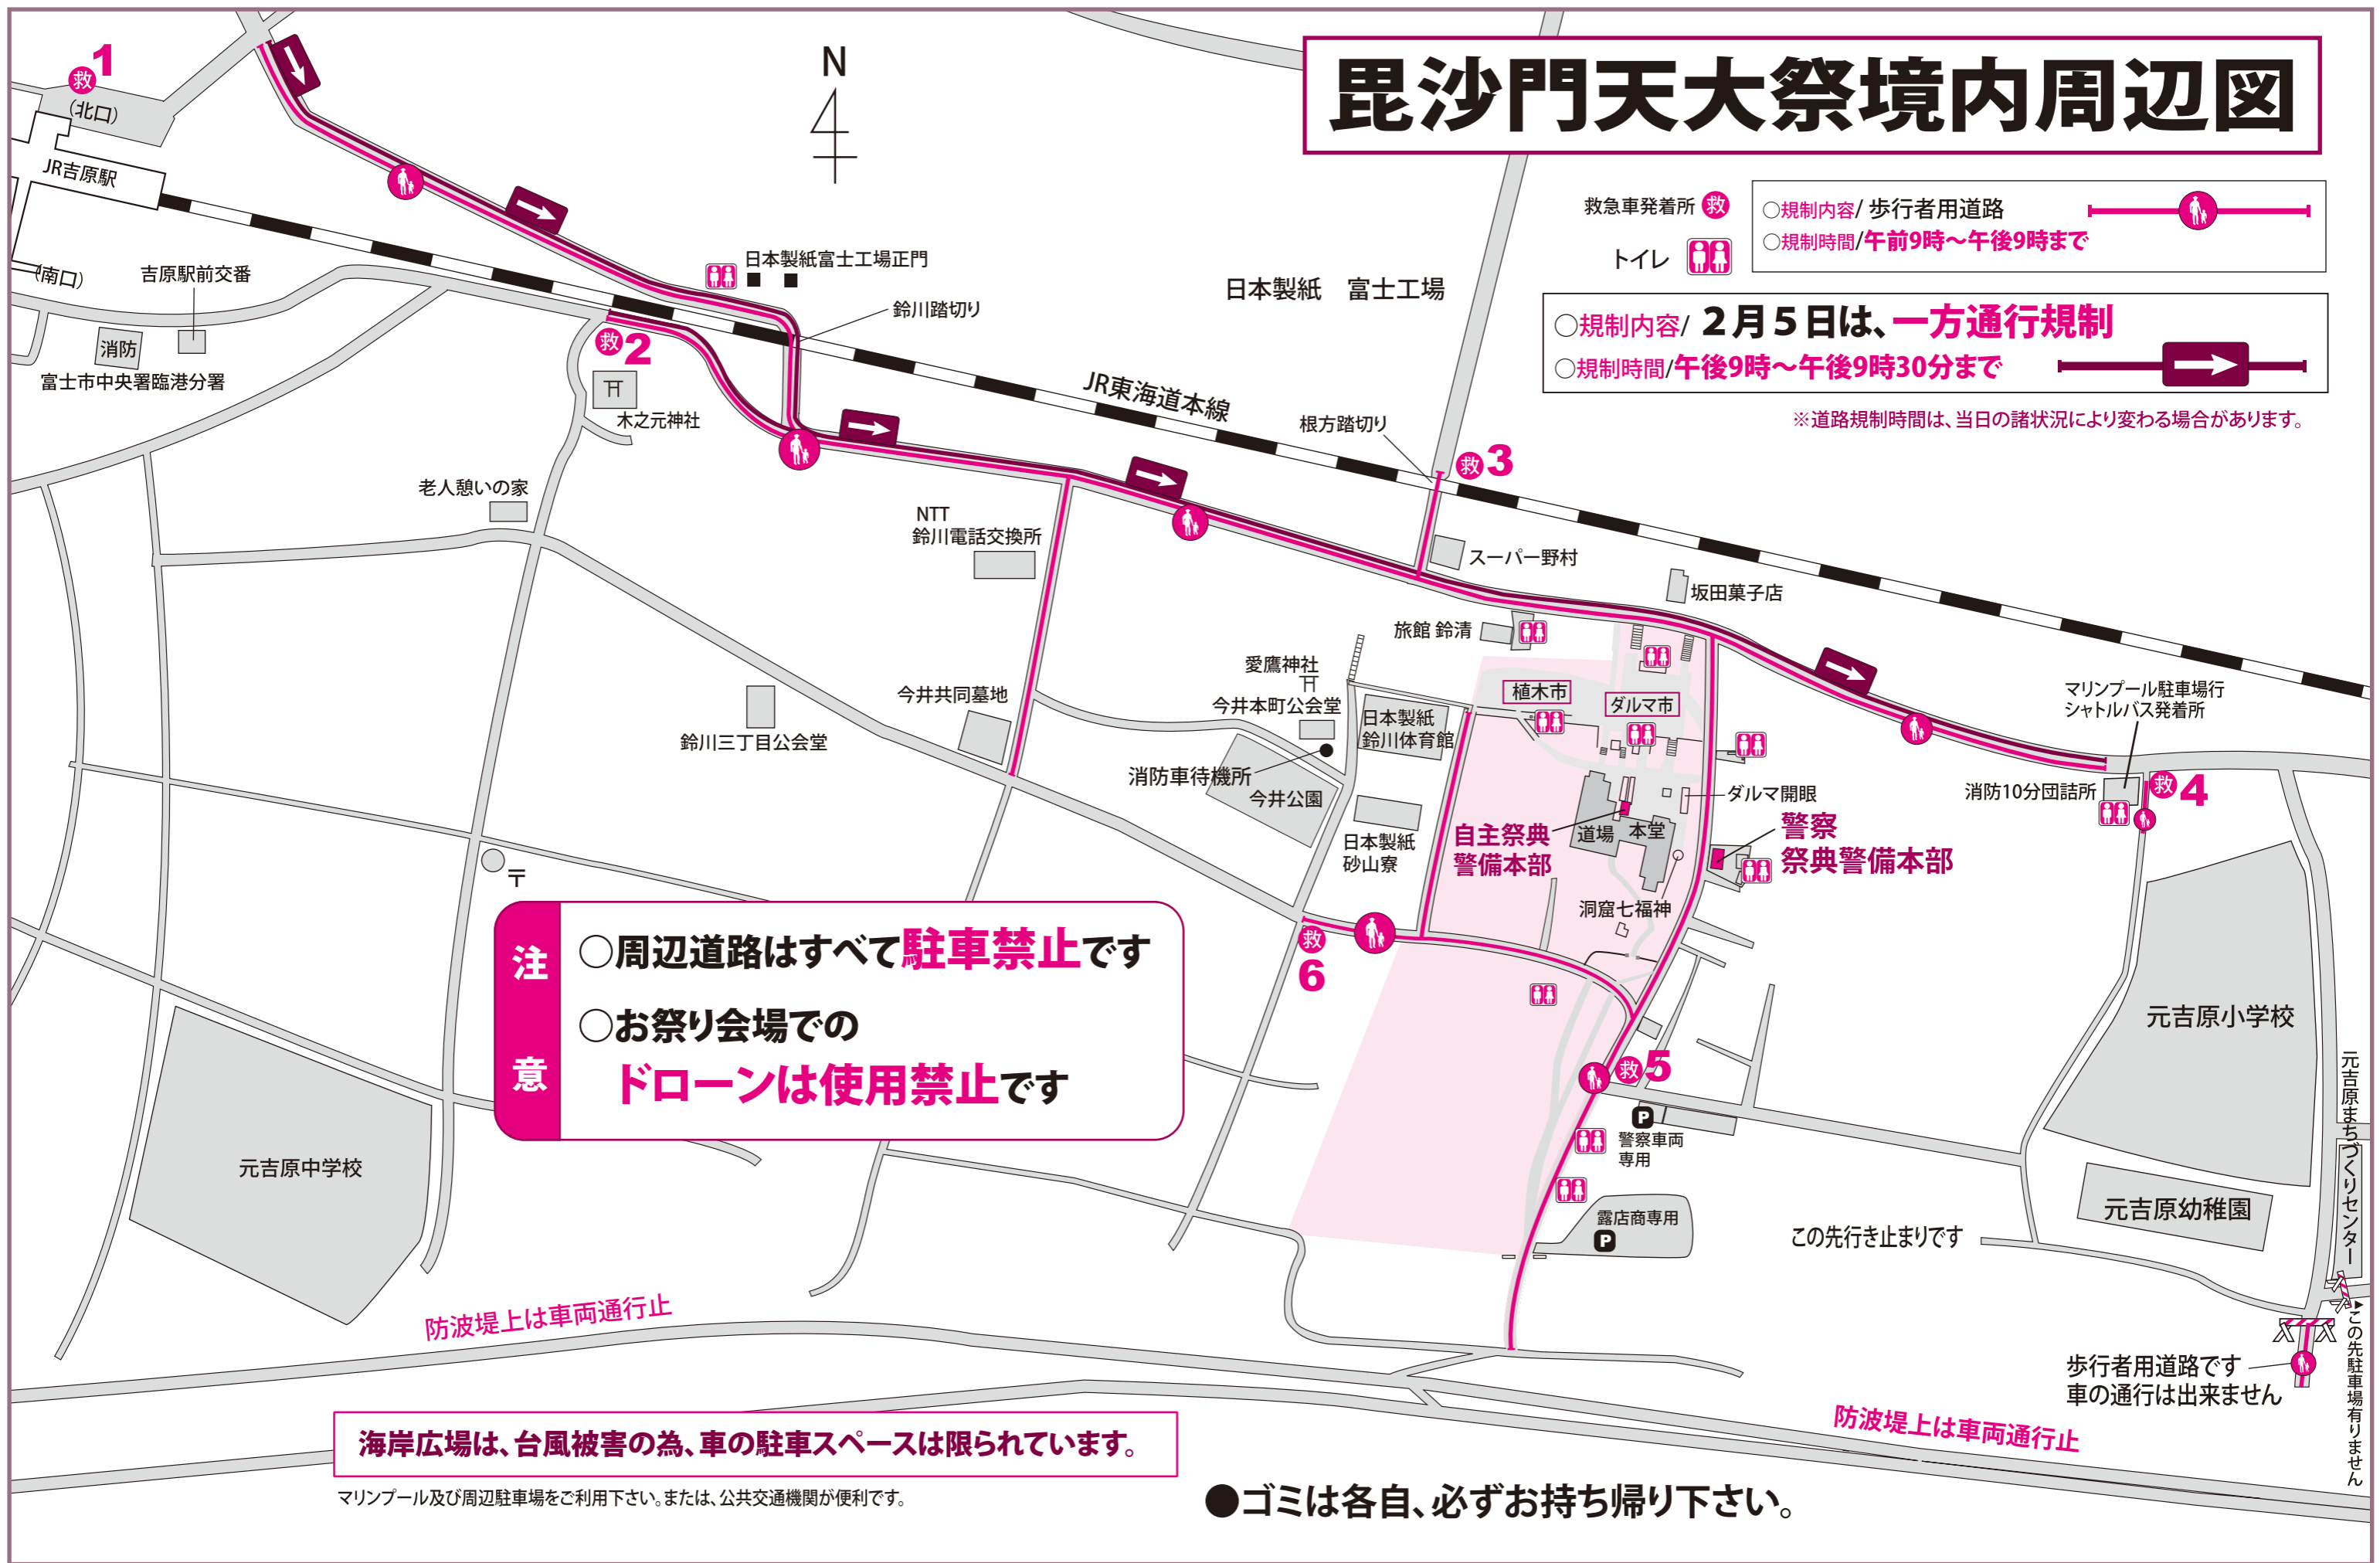 毘沙門天大祭境内周辺図
救急車発着所 救
トイレ
○規制内容/歩行者用道路
○規制時間/午前9時～午後9時まで
○規制内容/２月５日は、一方通行規制
○規制時間/午後9時～午後9時30分まで
※道路規制時間は、当日の諸状況により変わる場合があります。
N
救1
(北口)
JR吉原駅
(南口)
吉原駅前交番
消防
富士市中央署臨港分署
日本製紙富士工場正門
鈴川踏切り
救2
木之元神社
日本製紙　富士工場
JR東海道本線
根方踏切り
救3
老人憩いの家
NTT
鈴川電話交換所
スーパー野村
坂田菓子店
旅館 鈴清
愛鷹神社
今井本町公会堂
今井共同墓地
鈴川三丁目公会堂
日本製紙
鈴川体育館
植木市
ダルマ市
マリンプール駐車場行
シャトルバス発着所
消防車待機所
今井公園
消防10分団詰所
救4
ダルマ開眼
自主祭典
警備本部
道場
本堂
警察
祭典警備本部
日本製紙
砂山寮
〒
洞窟七福神
救
6
注意
○周辺道路はすべて駐車禁止です
○お祭り会場での
ドローンは使用禁止です
救5
P
警察車両
専用
露店商専用
P
元吉原小学校
元吉原まちづくりセンター
元吉原中学校
元吉原幼稚園
この先行き止まりです
防波堤上は車両通行止
▶この先駐車場有りません
歩行者用道路です
車の通行は出来ません
防波堤上は車両通行止
海岸広場は、台風被害の為、車の駐車スペースは限られています。
マリンプール及び周辺駐車場をご利用下さい。または、公共交通機関が便利です。
●ゴミは各自、必ずお持ち帰り下さい。